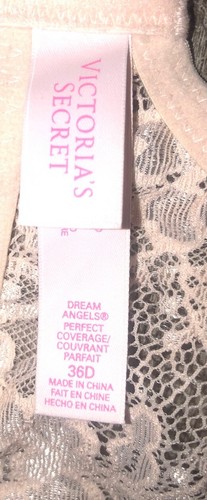 VICTORIA'S
SECRET
DREAM
ANGELS®
PERFECT
COVERAGE/
COUVRANT
PARFAIT
36D
MADE IN CHINA
FAIT EN CHINE
HECHO EN CHINA